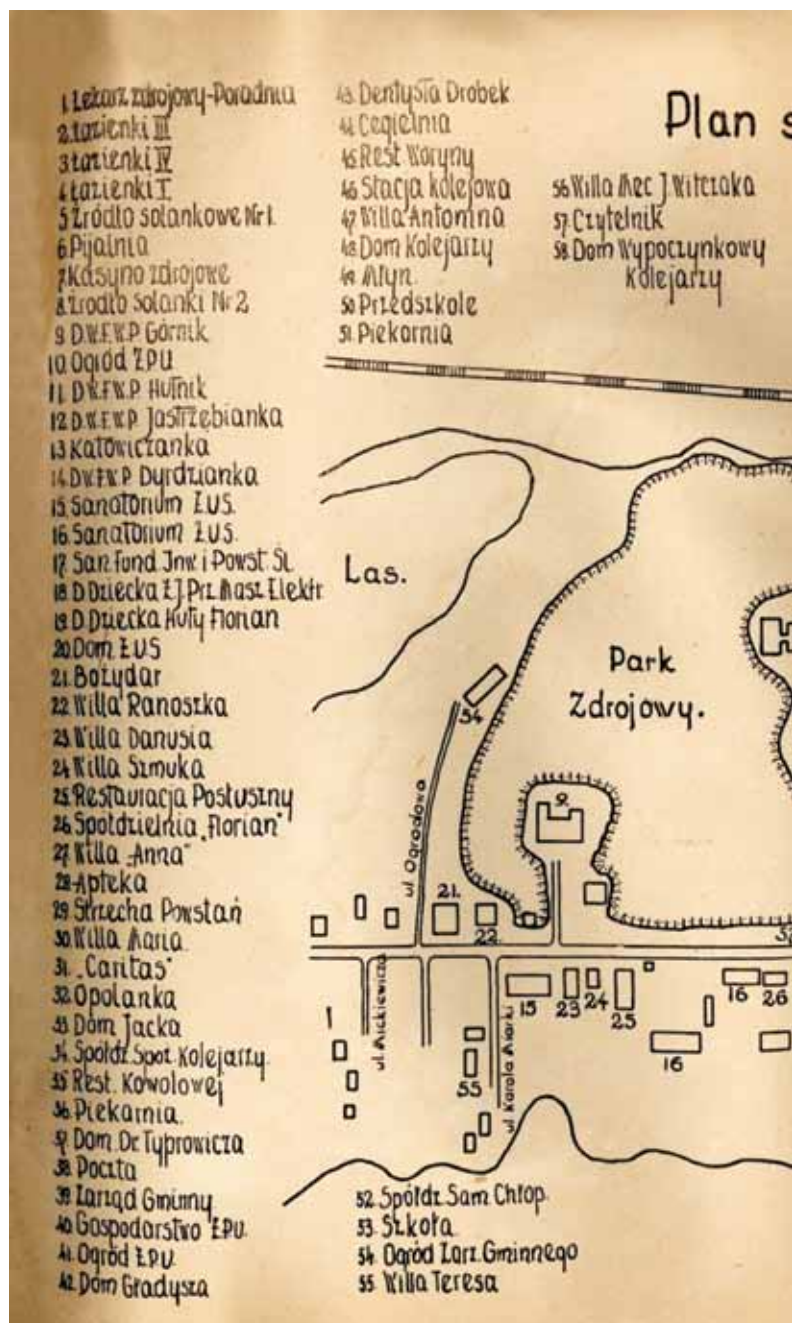 Plan s
1. Lekarz zdrojowy-Poradnia
2. Łazienki III
3. Łazienki IV
4. Łazienki I
5. Źródło solankowe Nr 1.
6. Pijalnia
7. Kasyno zdrojowe
8. Źrodło Solanki Nr 2
9. D.W.F.W.P Górnik
10. Ogród Z.P.U
11. D.W.F.W.P Hutnik
12. D.W.F.W.P. Jastrzębianka
13. Katowiczanka
14. D.W.F.W.P. Dyrdzianka
15. Sanatorium Z.U.S.
16. Sanatorium Z.U.S.
17. San. Fund. Inw. i Powst. Śl.
18. D. Dziecka Z.J. Prz. Masz. Elektr.
19. D. Dziecka Huty Florian
20. Dom Z.U.S
21. Bożydar
22. Willa Ranoszka
23. Willa Danusia
24. Willa Szmuka
25. Restauracja Posłuszny
26. Spółdzielnia „Florian"
27. Willa „Anna"
28. Apteka
29. Strzecha Powstań
30. Willa Maria.
31. „Caritas"
32. Opolanka
33. Dom Jacka
34. Spółdz. Spoż. Kolejarzy.
35. Rest. Kowolowej
36. Piekarnia.
37. Dom Dr. Typrowicza
38. Poczta
39. Zarząd Gminny
40. Gospodarstwo Z.P.U.
41. Ogród Z.P.U.
42. Dom Gładysza
43. Dentysta Drobek
44. Cegielnia
45. Rest Woryny
46. Stacja kolejowa
47. Willa Antonina
48. Dom Kolejarzy
49. Młyn.
50. Przedszkole
51. Piekarnia
52. Spółdz. Sam. Chłop.
53. Szkoła.
54. Ogród Zarz. Gminnego
55. Willa Teresa
56. Willa Mec J Witczaka
57. Czytelnik
58. Dom Wypoczynkowy
Kolejarzy
Las.
Park
Zdrojowy.
54
ul. Ogrodowa
9.
21.
22.
52
ul. Mickiewicza
ul Karola Miarki
15
23
24
25
16
26
16
55